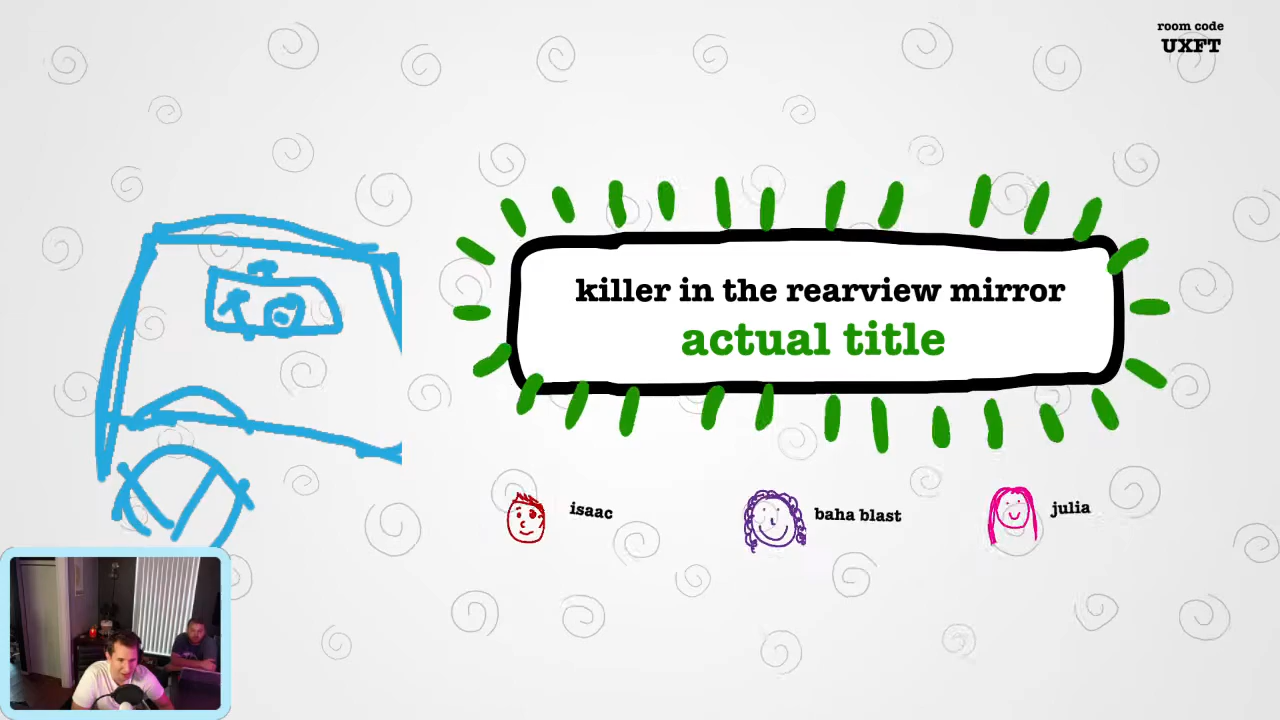 room code
UXFT
killer in the rearview mirror
actual title
isaac
baha blast
julia